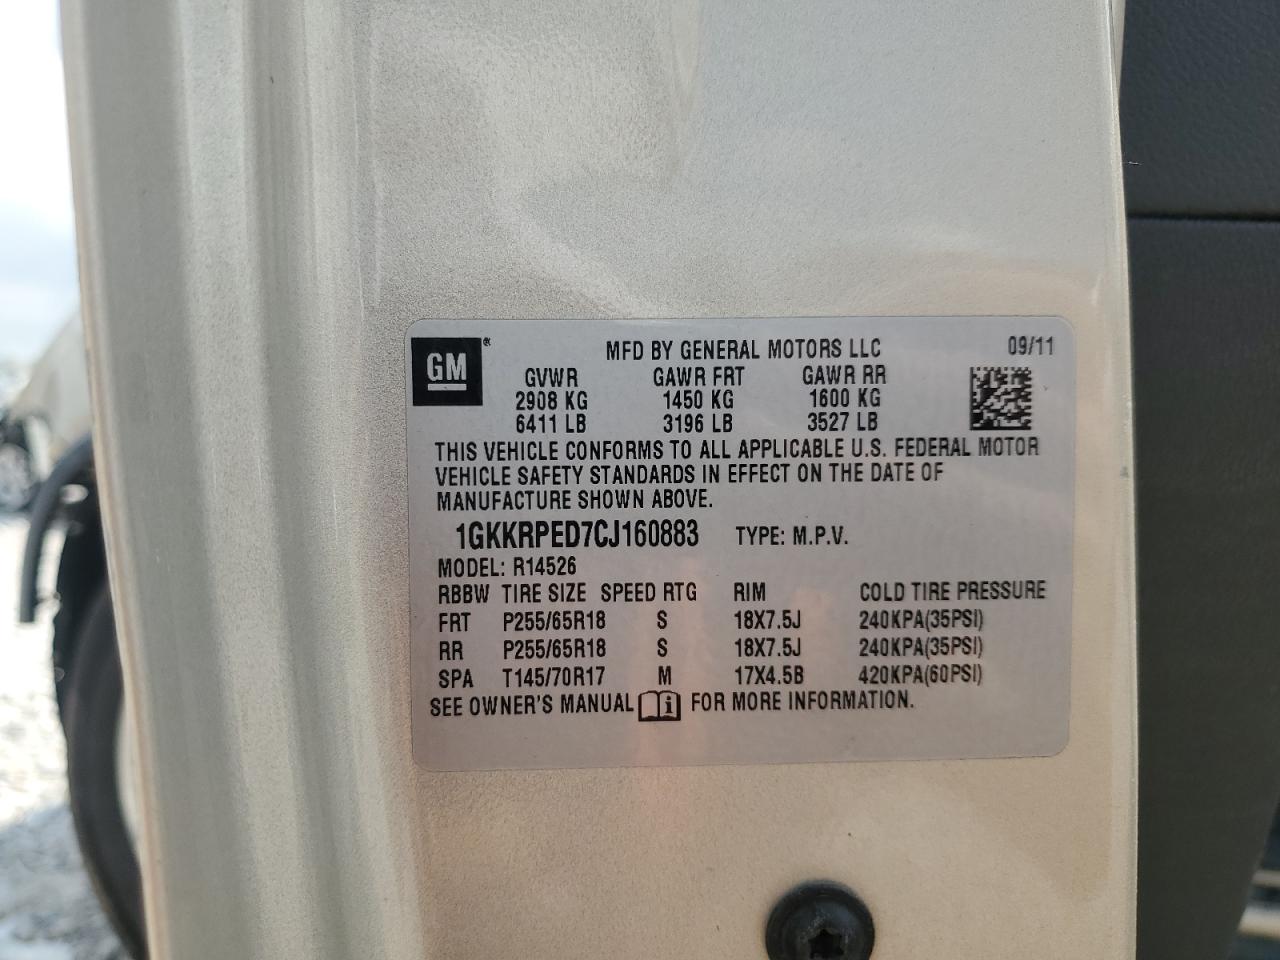 GM ®
MFD BY GENERAL MOTORS LLC 09/11
GVWR GAWR FRT GAWR RR
2908 KG 1450 KG 1600 KG
6411 LB 3196 LB 3527 LB
THIS VEHICLE CONFORMS TO ALL APPLICABLE U.S. FEDERAL MOTOR
VEHICLE SAFETY STANDARDS IN EFFECT ON THE DATE OF
MANUFACTURE SHOWN ABOVE.
1GKKRPED7CJ160883 TYPE: M.P.V.
MODEL: R14526
RBBW TIRE SIZE SPEED RTG RIM COLD TIRE PRESSURE
FRT P255/65R18 S 18X7.5J 240KPA(35PSI)
RR P255/65R18 S 18X7.5J 240KPA(35PSI)
SPA T145/70R17 M 17X4.5B 420KPA(60PSI)
SEE OWNER'S MANUAL i FOR MORE INFORMATION.